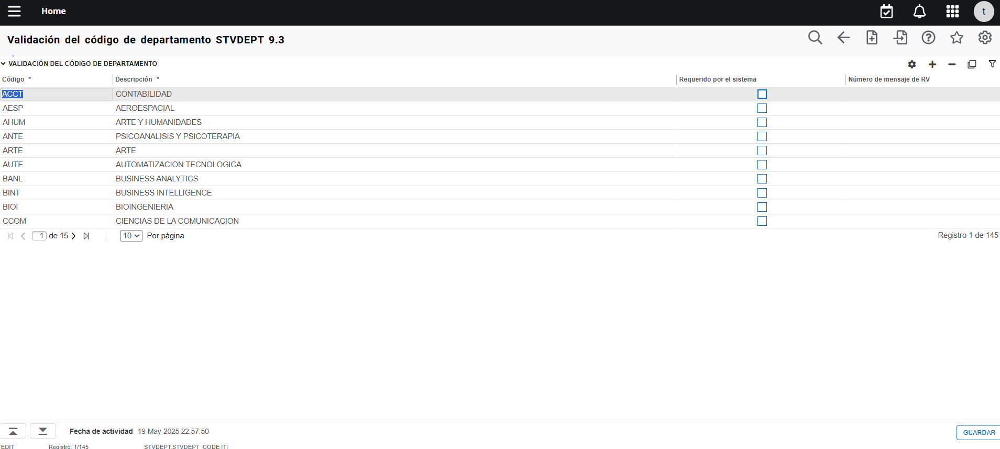 Home
t
Validación del código de departamento STVDEPT 9.3
VALIDACIÓN DEL CÓDIGO DE DEPARTAMENTO
Código * Descripción * Requerido por el sistema Número de mensaje de RV
ACCT CONTABILIDAD
AESP AEROESPACIAL
AHUM ARTE Y HUMANIDADES
ANTE PSICOANALISIS Y PSICOTERAPIA
ARTE ARTE
AUTE AUTOMATIZACION TECNOLOGICA
BANL BUSINESS ANALYTICS
BINT BUSINESS INTELLIGENCE
BIOI BIOINGENIERIA
CCOM CIENCIAS DE LA COMUNICACION
1 de 15 10 Por página Registro 1 de 145
Fecha de actividad 19-May-2025 22:57:50 GUARDAR
EDIT Registro: 1/145 STVDEPT.STVDEPT_CODE [1]